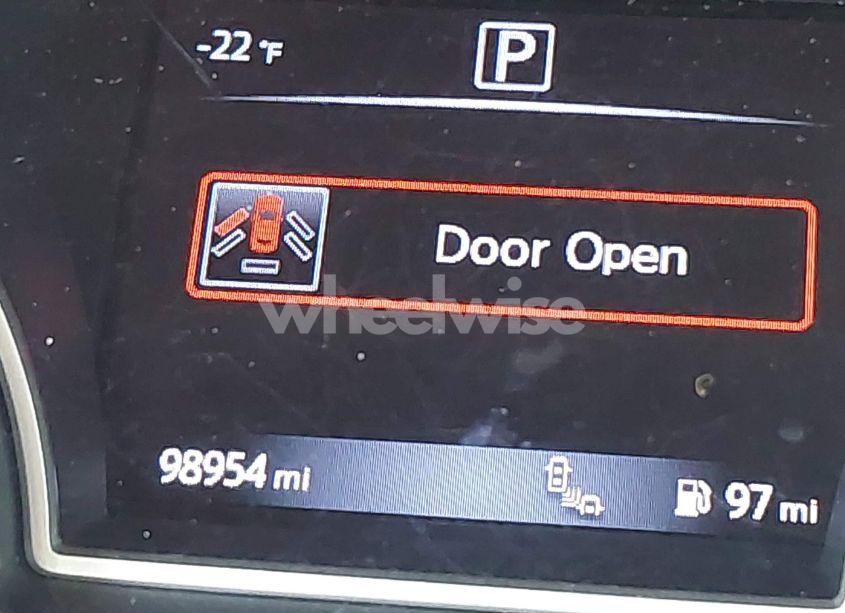 -22 °F
P
Door Open
wheelwise
98954 mi
97 mi